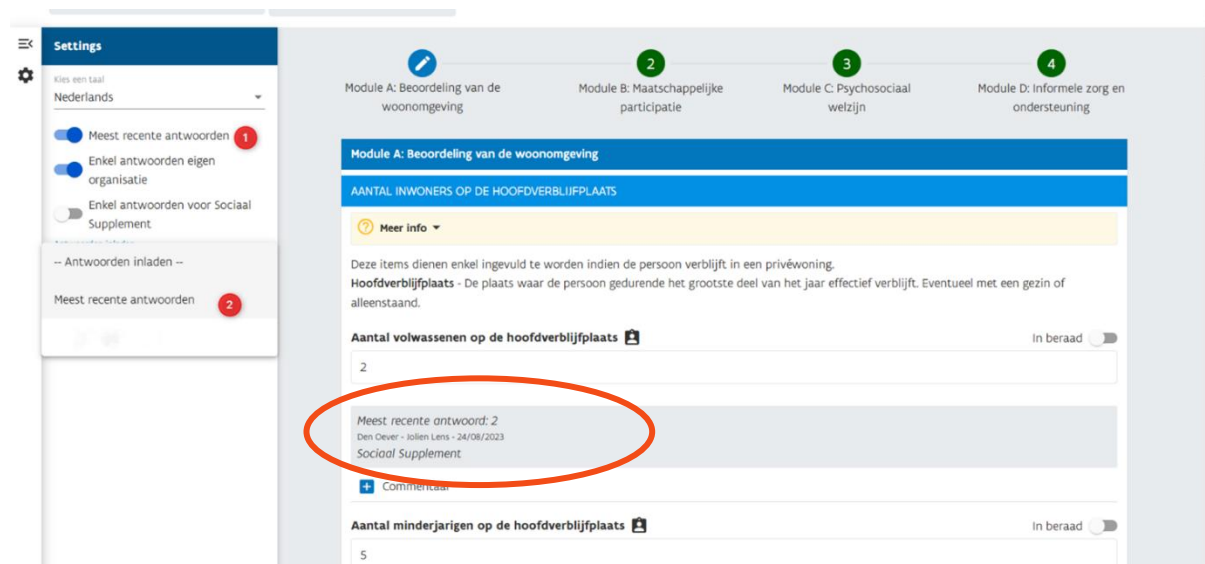 Settings
Kies een taal
Nederlands
Meest recente antwoorden 1
Enkel antwoorden eigen
organisatie
Enkel antwoorden voor Sociaal
Supplement
-- Antwoorden inladen --
Meest recente antwoorden 2
Module A: Beoordeling van de
woonomgeving
2
Module B: Maatschappelijke
participatie
3
Module C: Psychosociaal
welzijn
4
Module D: Informele zorg en
ondersteuning
Module A: Beoordeling van de woonomgeving
AANTAL INWONERS OP DE HOOFDVERBLIJFPLAATS
? Meer info
Deze items dienen enkel ingevuld te worden indien de persoon verblijft in een privéwoning.
Hoofdverblijfplaats - De plaats waar de persoon gedurende het grootste deel van het jaar effectief verblijft. Eventueel met een gezin of
alleenstaand.
Aantal volwassenen op de hoofdverblijfplaats In beraad
2
Meest recente antwoord: 2
Den Oever - Jolien Lens - 24/08/2023
Sociaal Supplement
+ Commentaar
Aantal minderjarigen op de hoofdverblijfplaats In beraad
5